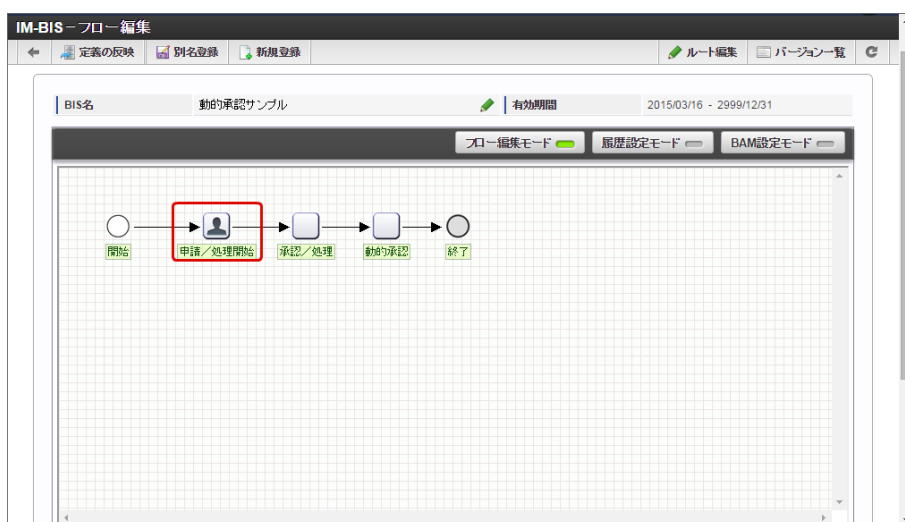 IM-BIS－フロー編集
定義の反映 別名登録 新規登録 ルート編集 バージョン一覧
BIS名 動的承認サンプル 有効期間 2015/03/16 - 2999/12/31
フロー編集モード 履歴設定モード BAM設定モード
開始 申請／処理開始 承認／処理 動的承認 終了